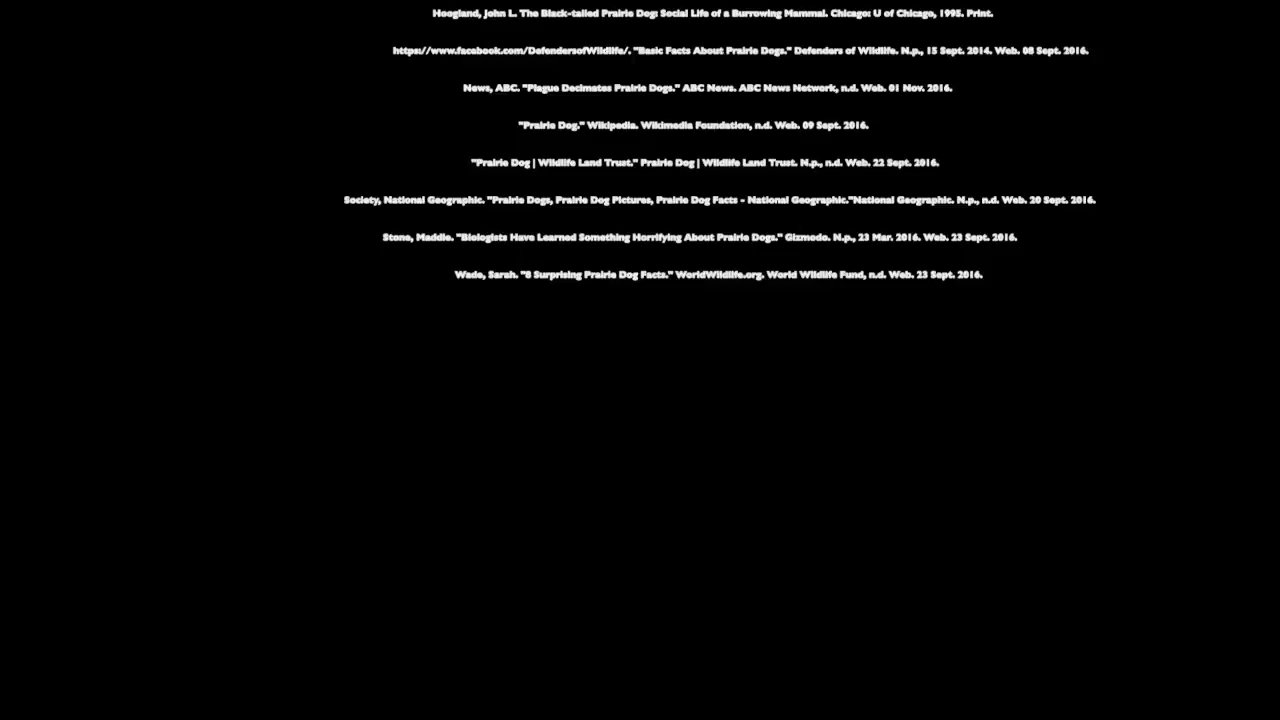 Hoogland, John L. The Black-tailed Prairie Dog: Social Life of a Burrowing Mammal. Chicago: U of Chicago, 1995. Print.
https://www.facebook.com/DefendersofWildlife/. "Basic Facts About Prairie Dogs." Defenders of Wildlife. N.p., 15 Sept. 2014. Web. 08 Sept. 2016.
News, ABC. "Plague Decimates Prairie Dogs." ABC News. ABC News Network, n.d. Web. 01 Nov. 2016.
"Prairie Dog." Wikipedia. Wikimedia Foundation, n.d. Web. 09 Sept. 2016.
"Prairie Dog | Wildlife Land Trust." Prairie Dog | Wildlife Land Trust. N.p., n.d. Web. 22 Sept. 2016.
Society, National Geographic. "Prairie Dogs, Prairie Dog Pictures, Prairie Dog Facts - National Geographic."National Geographic. N.p., n.d. Web. 20 Sept. 2016.
Stone, Maddie. "Biologists Have Learned Something Horrifying About Prairie Dogs." Gizmodo. N.p., 23 Mar. 2016. Web. 23 Sept. 2016.
Wade, Sarah. "8 Surprising Prairie Dog Facts." WorldWildlife.org. World Wildlife Fund, n.d. Web. 23 Sept. 2016.